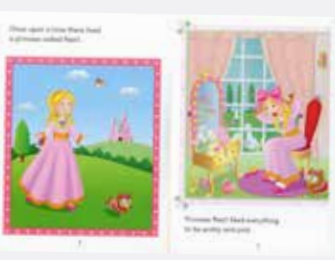 Once upon a time there lived
a princess called Pearl.
Princess Pearl liked everything
to be pretty and pink.